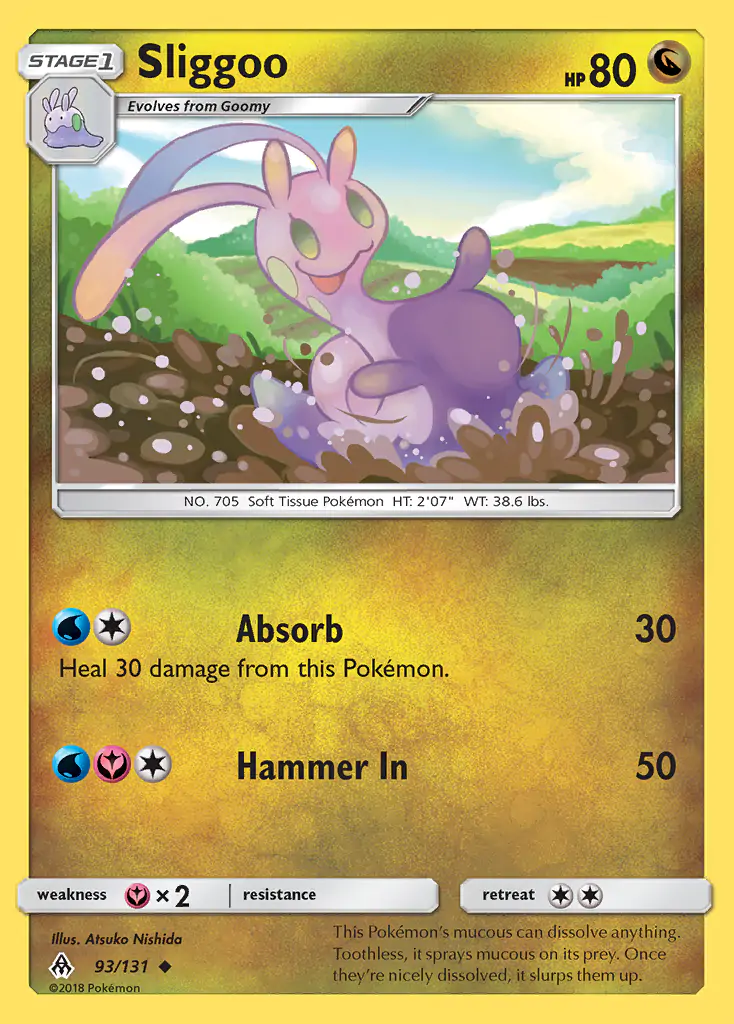 STAGE1
Sliggoo
HP 80
Evolves from Goomy
NO. 705 Soft Tissue Pokémon HT: 2'07" WT: 38.6 lbs.
Absorb 30
Heal 30 damage from this Pokémon.
Hammer In 50
weakness ×2 resistance retreat
Illus. Atsuko Nishida
93/131
©2018 Pokémon
This Pokémon's mucous can dissolve anything.
Toothless, it sprays mucous on its prey. Once
they're nicely dissolved, it slurps them up.